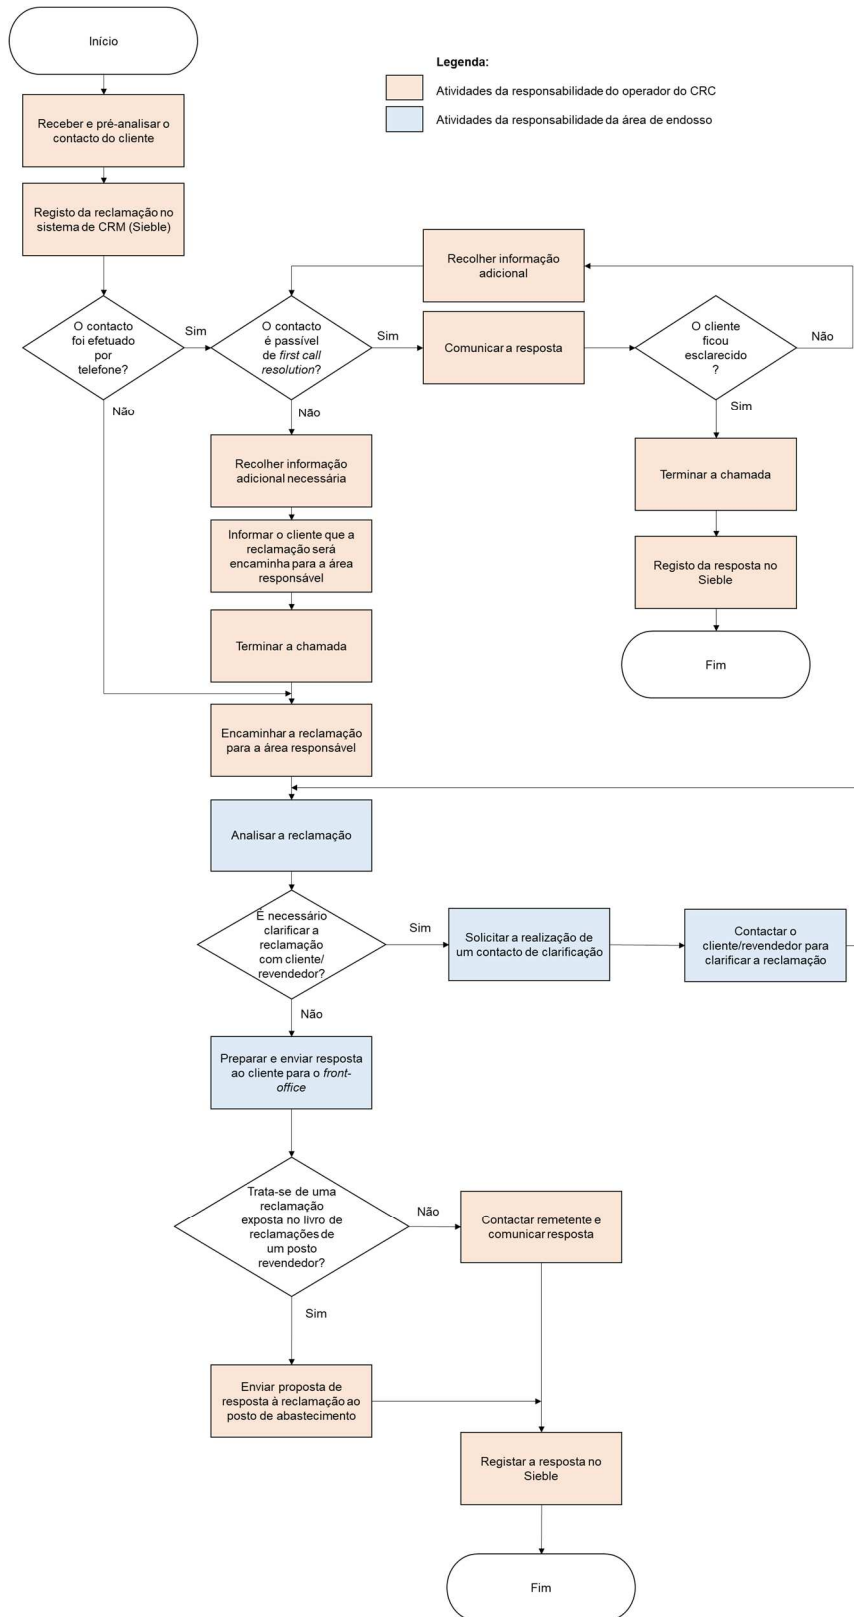 Início
Legenda:
Atividades da responsabilidade do operador do CRC
Atividades da responsabilidade da área de endosso
Receber e pré-analisar o
contacto do cliente
Registo da reclamação no
sistema de CRM (Sieble)
Recolher informação
adicional
O contacto
foi efetuado
por
telefone?
Sim
O contacto
é passível
de first call
resolution?
Sim
Comunicar a resposta
O cliente
ficou
esclarecido
?
Não
Não
Não
Sim
Recolher informação
adicional necessária
Terminar a chamada
Informar o cliente que a
reclamação será
encaminha para a área
responsável
Registo da resposta no
Sieble
Terminar a chamada
Fim
Encaminhar a reclamação
para a área responsável
Analisar a reclamação
É necessário
clarificar a
reclamação
com cliente/
revendedor?
Sim
Solicitar a realização de
um contacto de clarificação
Contactar o
cliente/revendedor para
clarificar a reclamação
Não
Preparar e enviar resposta
ao cliente para o front-
office
Trata-se de uma
reclamação
exposta no livro de
reclamações de
um posto
revendedor?
Não
Contactar remetente e
comunicar resposta
Sim
Enviar proposta de
resposta à reclamação ao
posto de abastecimento
Registar a resposta no
Sieble
Fim